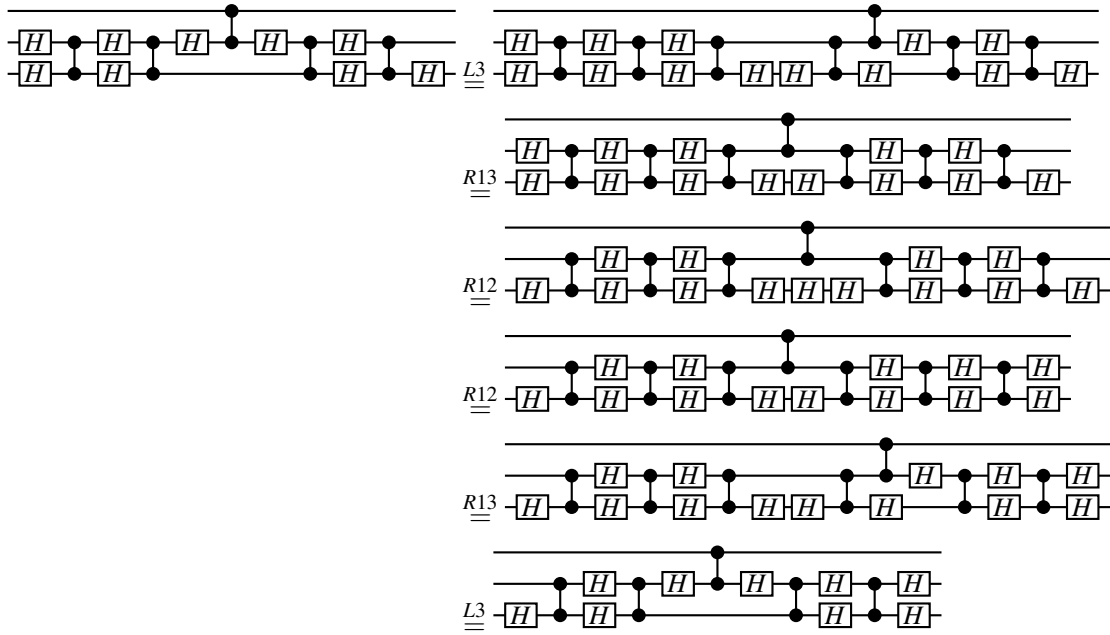 H H H H H H H H H H
H H H H L3 = H H H H H H H H
H H H H
R13 = H H H H H H H H
H H H H
R12 = H H H H H H H H H
H H H H H
R12 = H H H H H H H H
H H H H H
R13 = H H H H H H H H
H H H H H
L3 = H H H H